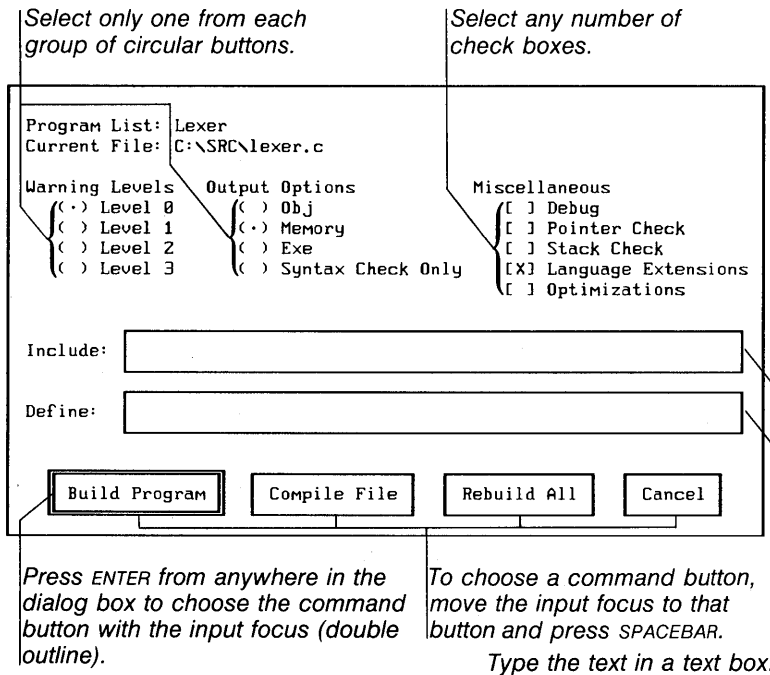 Select only one from each
group of circular buttons.
Select any number of
check boxes.
Program List: Lexer
Current File: C:\SRC\lexer.c
Warning Levels
(·) Level 0
( ) Level 1
( ) Level 2
( ) Level 3
Output Options
( ) Obj
(·) Memory
( ) Exe
( ) Syntax Check Only
Miscellaneous
[ ] Debug
[ ] Pointer Check
[ ] Stack Check
[X] Language Extensions
[ ] Optimizations
Include:
Define:
Build Program
Compile File
Rebuild All
Cancel
Press ENTER from anywhere in the
dialog box to choose the command
button with the input focus (double
outline).
To choose a command button,
move the input focus to that
button and press SPACEBAR.
Type the text in a text box.